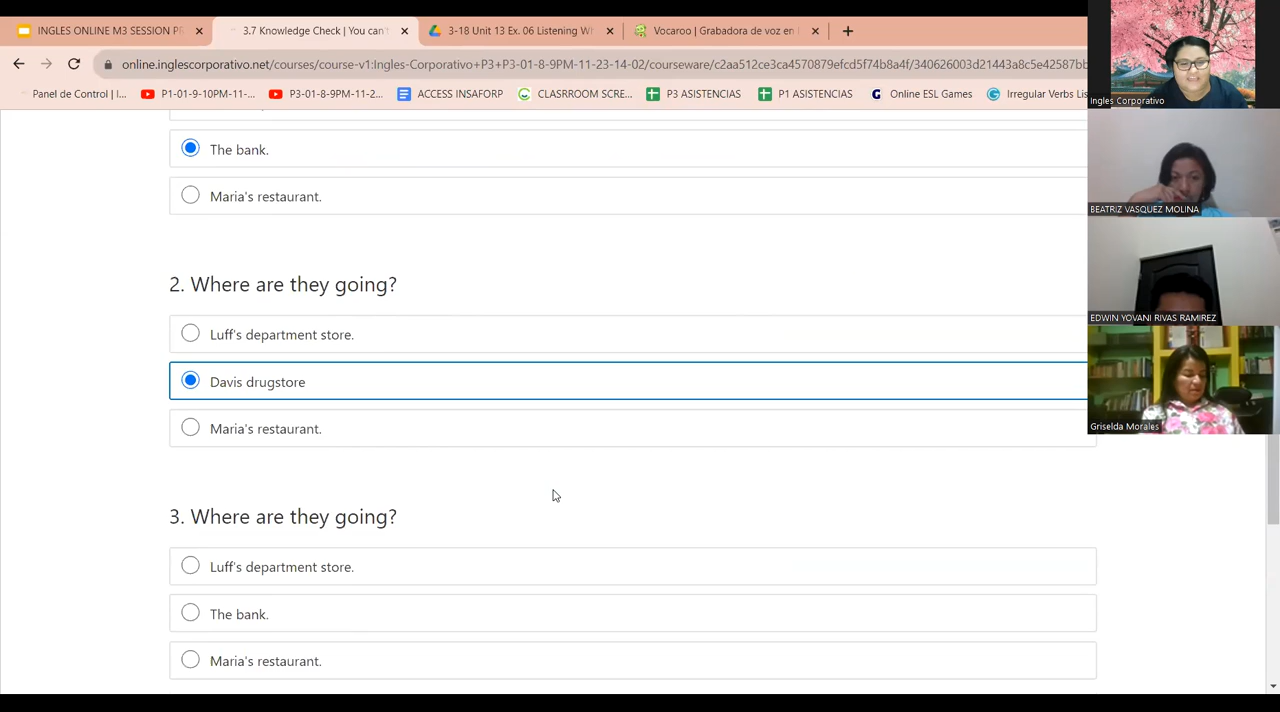 INGLES ONLINE M3 SESSION PR
3.7 Knowledge Check | You can'
3-18 Unit 13 Ex. 06 Listening Wh
Vocaroo | Grabadora de voz en l
online.inglescorporativo.net/courses/course-v1:Ingles-Corporativo+P3+P3-01-8-9PM-11-23-14-02/courseware/c2aa512ce3ca4570879efcd5f74b8a4f/340626003d21443a8c5e42587bb
Panel de Control | I...
P1-01-9-10PM-11-...
P3-01-8-9PM-11-2...
ACCESS INSAFORP
CLASRROOM SCRE...
P3 ASISTENCIAS
P1 ASISTENCIAS
Online ESL Games
Irregular Verbs Lis
Ingles Corporativo
The bank.
Maria's restaurant.
BEATRIZ VASQUEZ MOLINA
2. Where are they going?
Luff's department store.
EDWIN YOVANI RIVAS RAMIREZ
Davis drugstore
Maria's restaurant.
Griselda Morales
3. Where are they going?
Luff's department store.
The bank.
Maria's restaurant.